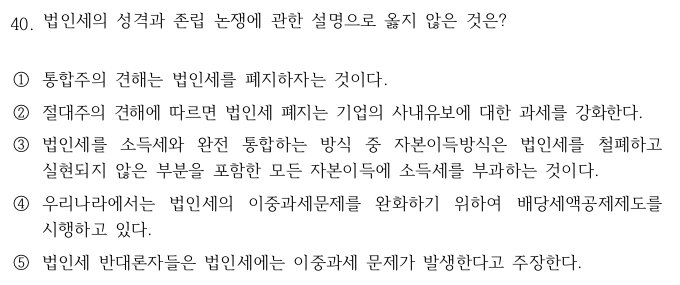 40. 법인세의 성격과 존립 논쟁에 관한 설명으로 옳지 않은 것은?
① 통합주의 견해는 법인세를 폐지하자는 것이다.
② 절대주의 견해에 따르면 법인세 폐지는 기업의 사내유보에 대한 과세를 강화한다.
③ 법인세를 소득세와 완전 통합하는 방식 중 자본이득방식은 법인세를 철폐하고
실현되지 않은 부분을 포함한 모든 자본이득에 소득세를 부과하는 것이다.
④ 우리나라에서는 법인세의 이중과세문제를 완화하기 위하여 배당세액공제제도를
시행하고 있다.
⑤ 법인세 반대론자들은 법인세에는 이중과세 문제가 발생한다고 주장한다.